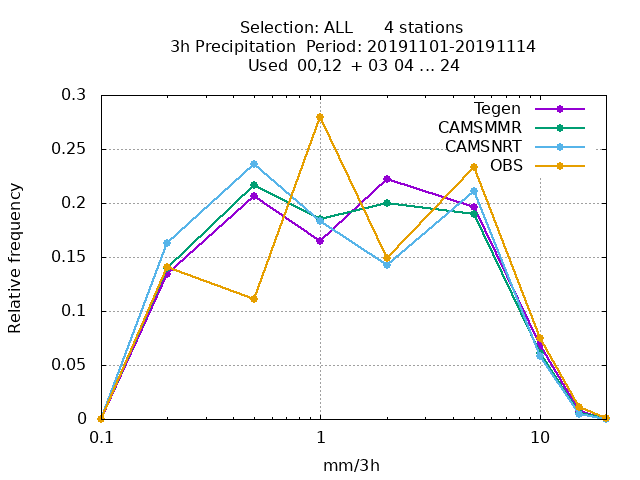 Selection: ALL 4 stations
3h Precipitation Period: 20191101-20191114
Used 00,12 + 03 04 ... 24
0.3
0.25
0.2
0.15
0.1
0.05
0
Relative frequency
Tegen
CAMSMMR
CAMSNRT
OBS
0.1 1 10
mm/3h